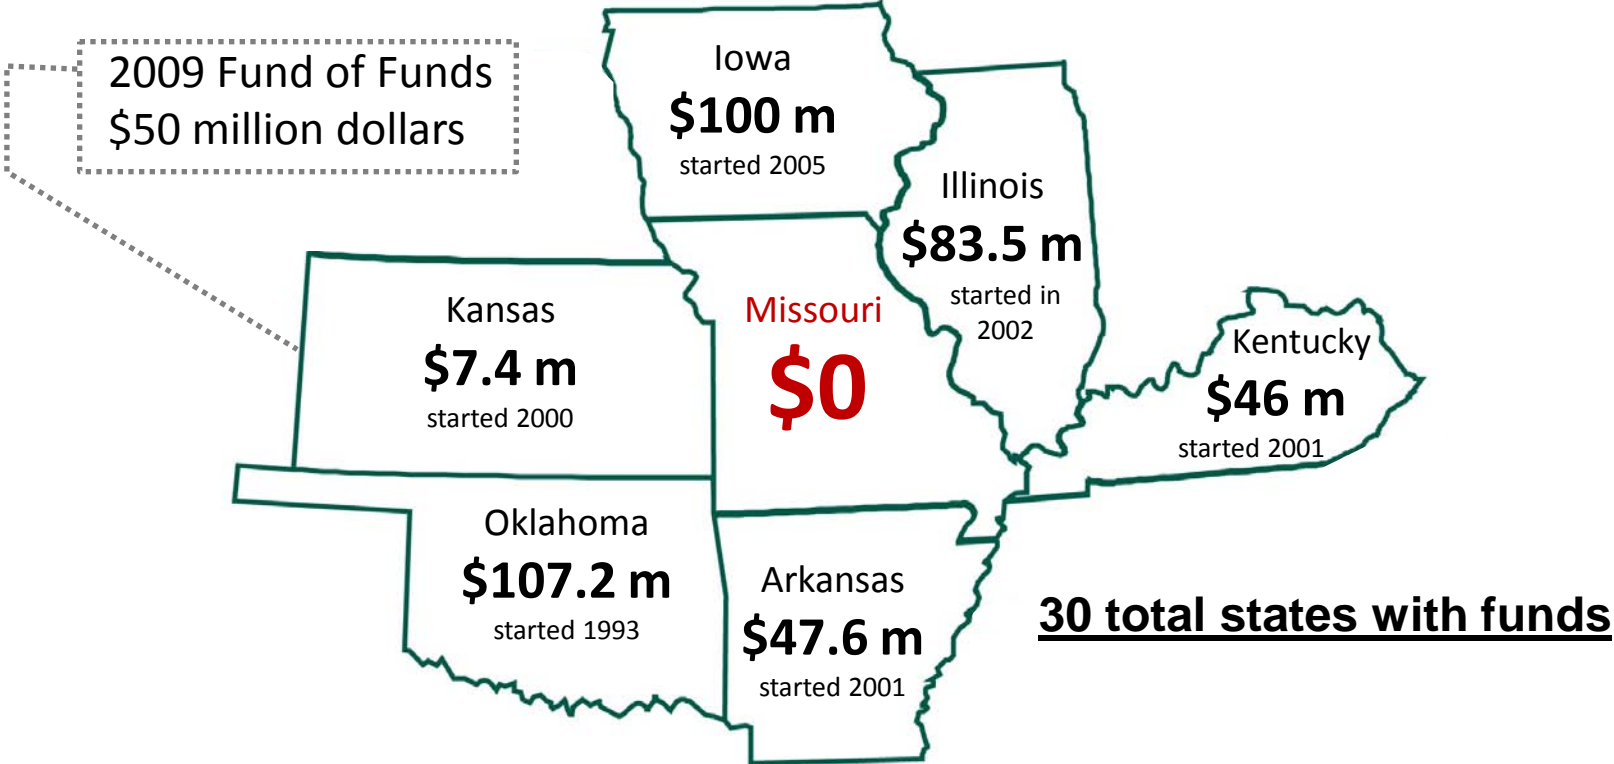 2009 Fund of Funds
$50 million dollars
Iowa
$100 m
started 2005
Illinois
$83.5 m
started in
2002
Kansas
$7.4 m
started 2000
Missouri
$0
Kentucky
$46 m
started 2001
Oklahoma
$107.2 m
started 1993
Arkansas
$47.6 m
started 2001
30 total states with funds